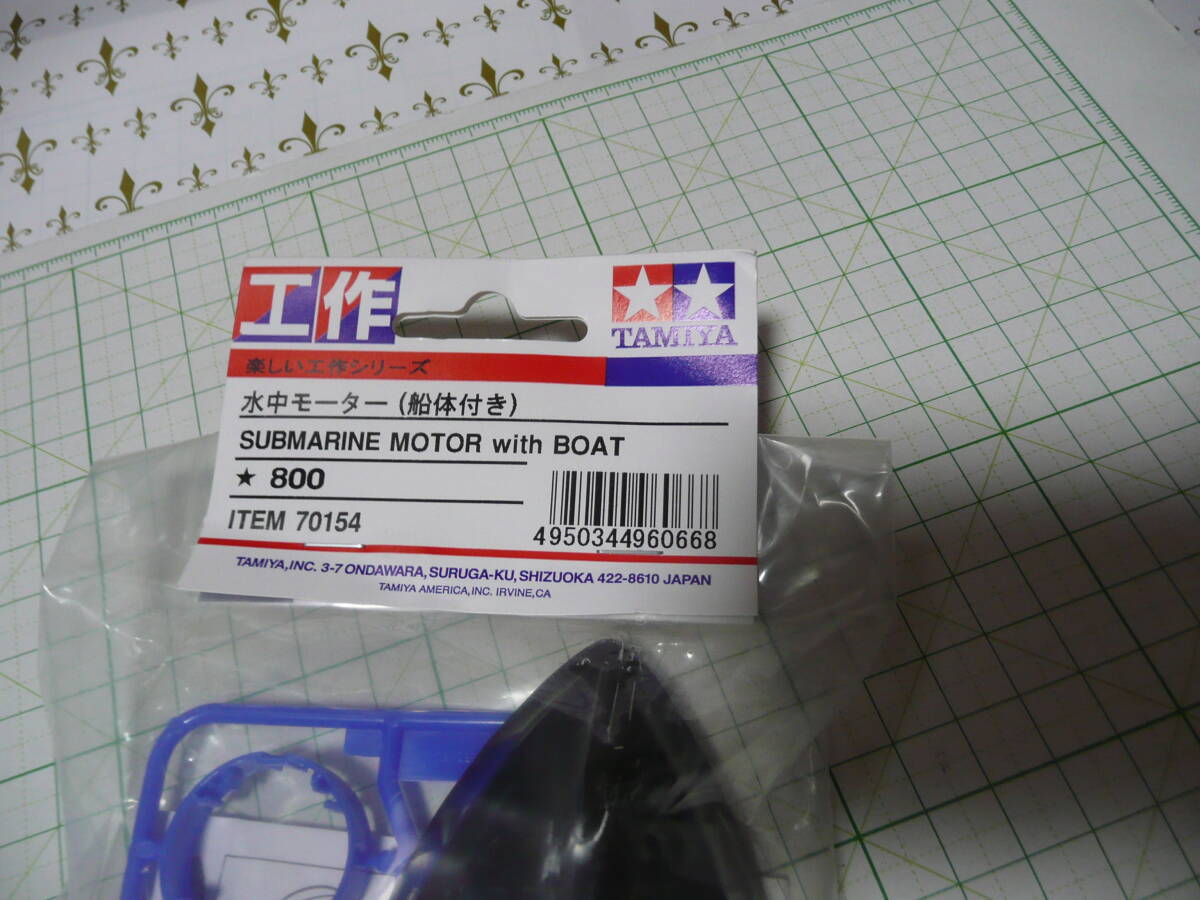 工作
TAMIYA
楽しい工作シリーズ
水中モーター (船体付き)
SUBMARINE MOTOR with BOAT
★ 800
ITEM 70154
4950344960668
TAMIYA,INC. 3-7 ONDAWARA, SURUGA-KU, SHIZUOKA 422-8610 JAPAN
TAMIYA AMERICA,INC. IRVINE,CA